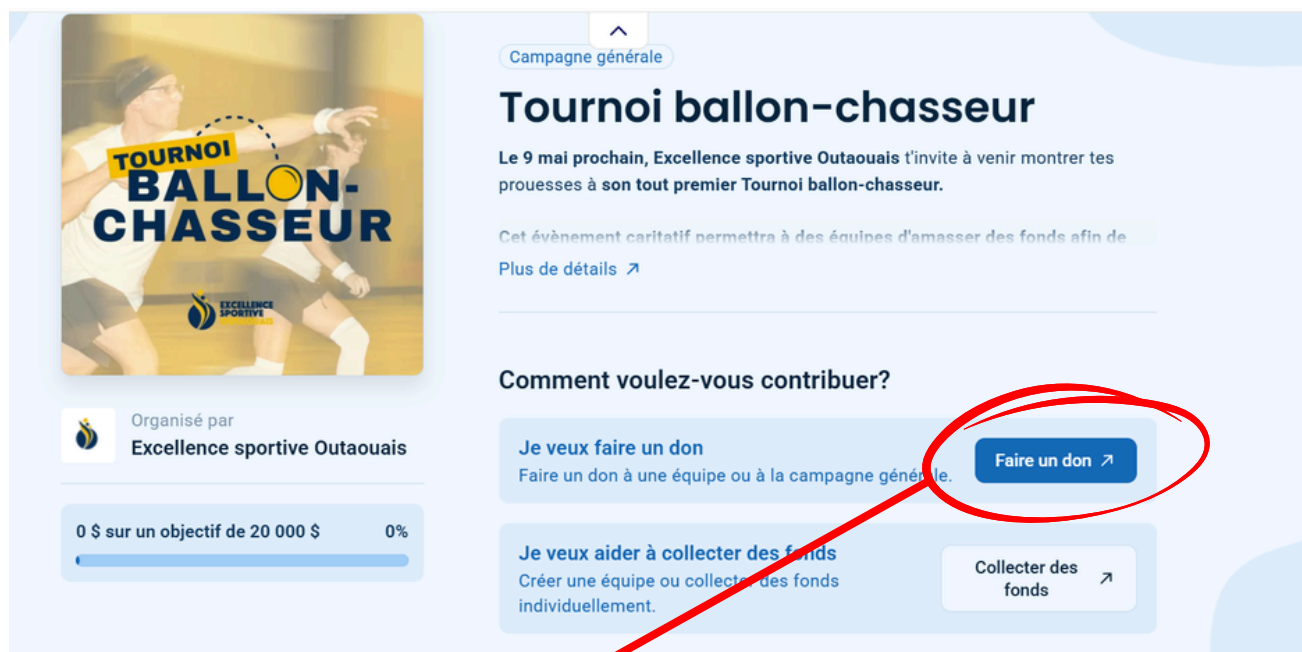 TOURNOI
BALLON-
CHASSEUR
EXCELLENCE
SPORTIVE
OUTAOUAIS
Organisé par
Excellence sportive Outaouais
0 $ sur un objectif de 20 000 $ 0%
Campagne générale
Tournoi ballon-chasseur
Le 9 mai prochain, Excellence sportive Outaouais t'invite à venir montrer tes
prouesses à son tout premier Tournoi ballon-chasseur.
Cet évènement caritatif permettra à des équipes d'amasser des fonds afin de
Plus de détails
Comment voulez-vous contribuer?
Je veux faire un don
Faire un don à une équipe ou à la campagne générale.
Faire un don
Je veux aider à collecter des fonds
Créer une équipe ou collecter des fonds
individuellement.
Collecter des
fonds